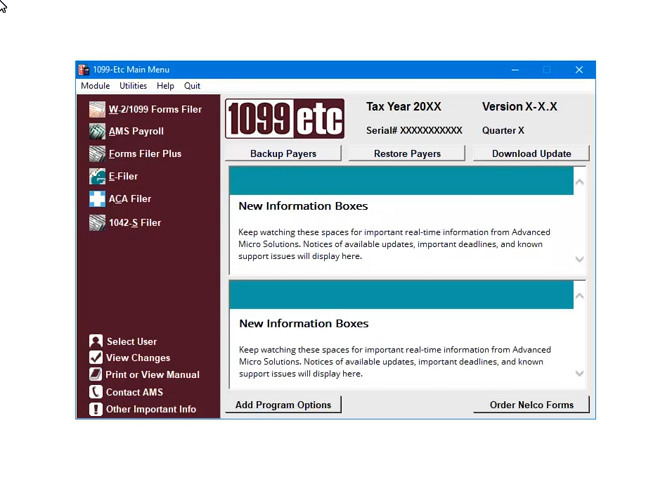 1099-Etc Main Menu
Module Utilities Help Quit
W-2/1099 Forms Filer
AMS Payroll
Forms Filer Plus
E-Filer
ACA Filer
1042-S Filer
Select User
View Changes
Print or View Manual
Contact AMS
Other Important Info
1099 etc
Tax Year 20XX Version X-X.X
Serial# XXXXXXXXXXX Quarter X
Backup Payers Restore Payers Download Update
New Information Boxes
Keep watching these spaces for important real-time information from Advanced
Micro Solutions. Notices of available updates, important deadlines, and known
support issues will display here.
New Information Boxes
Keep watching these spaces for important real-time information from Advanced
Micro Solutions. Notices of available updates, important deadlines, and known
support issues will display here.
Add Program Options Order Nelco Forms